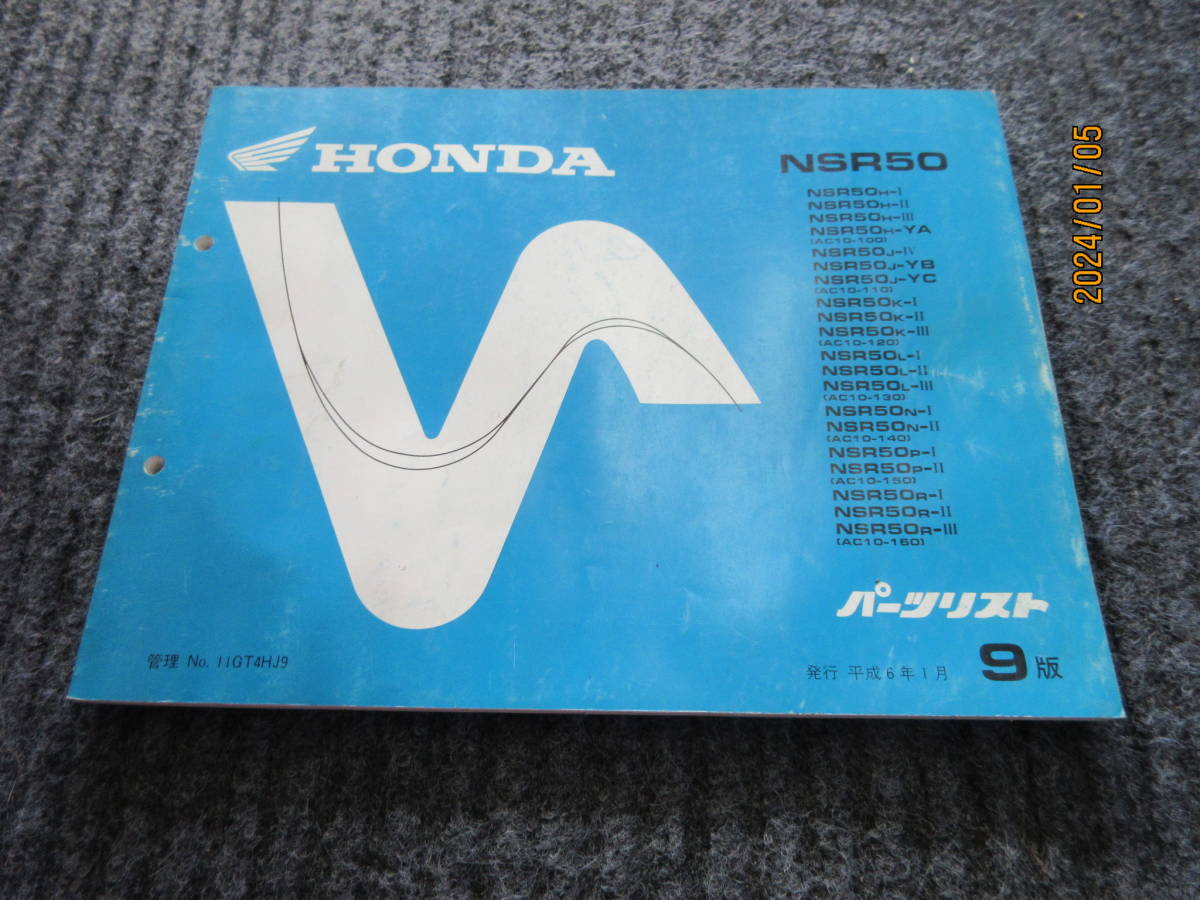 HONDA
NSR50
NSR50H-I
NSR50H-II
NSR50H-III
NSR50H-YA
(AC10-100)
NSR50J-IV
NSR50J-YB
NSR50J-YC
(AC10-110)
NSR50K-I
NSR50K-II
NSR50K-III
(AC10-120)
NSR50L-I
NSR50L-II
NSR50L-III
(AC10-130)
NSR50N-I
NSR50N-II
(AC10-140)
NSR50P-I
NSR50P-II
(AC10-150)
NSR50R-I
NSR50R-II
NSR50R-III
(AC10-160)
パーツリスト
管理 No. 11GT4HJ9
発行 平成6年1月 9版
2024/01/05